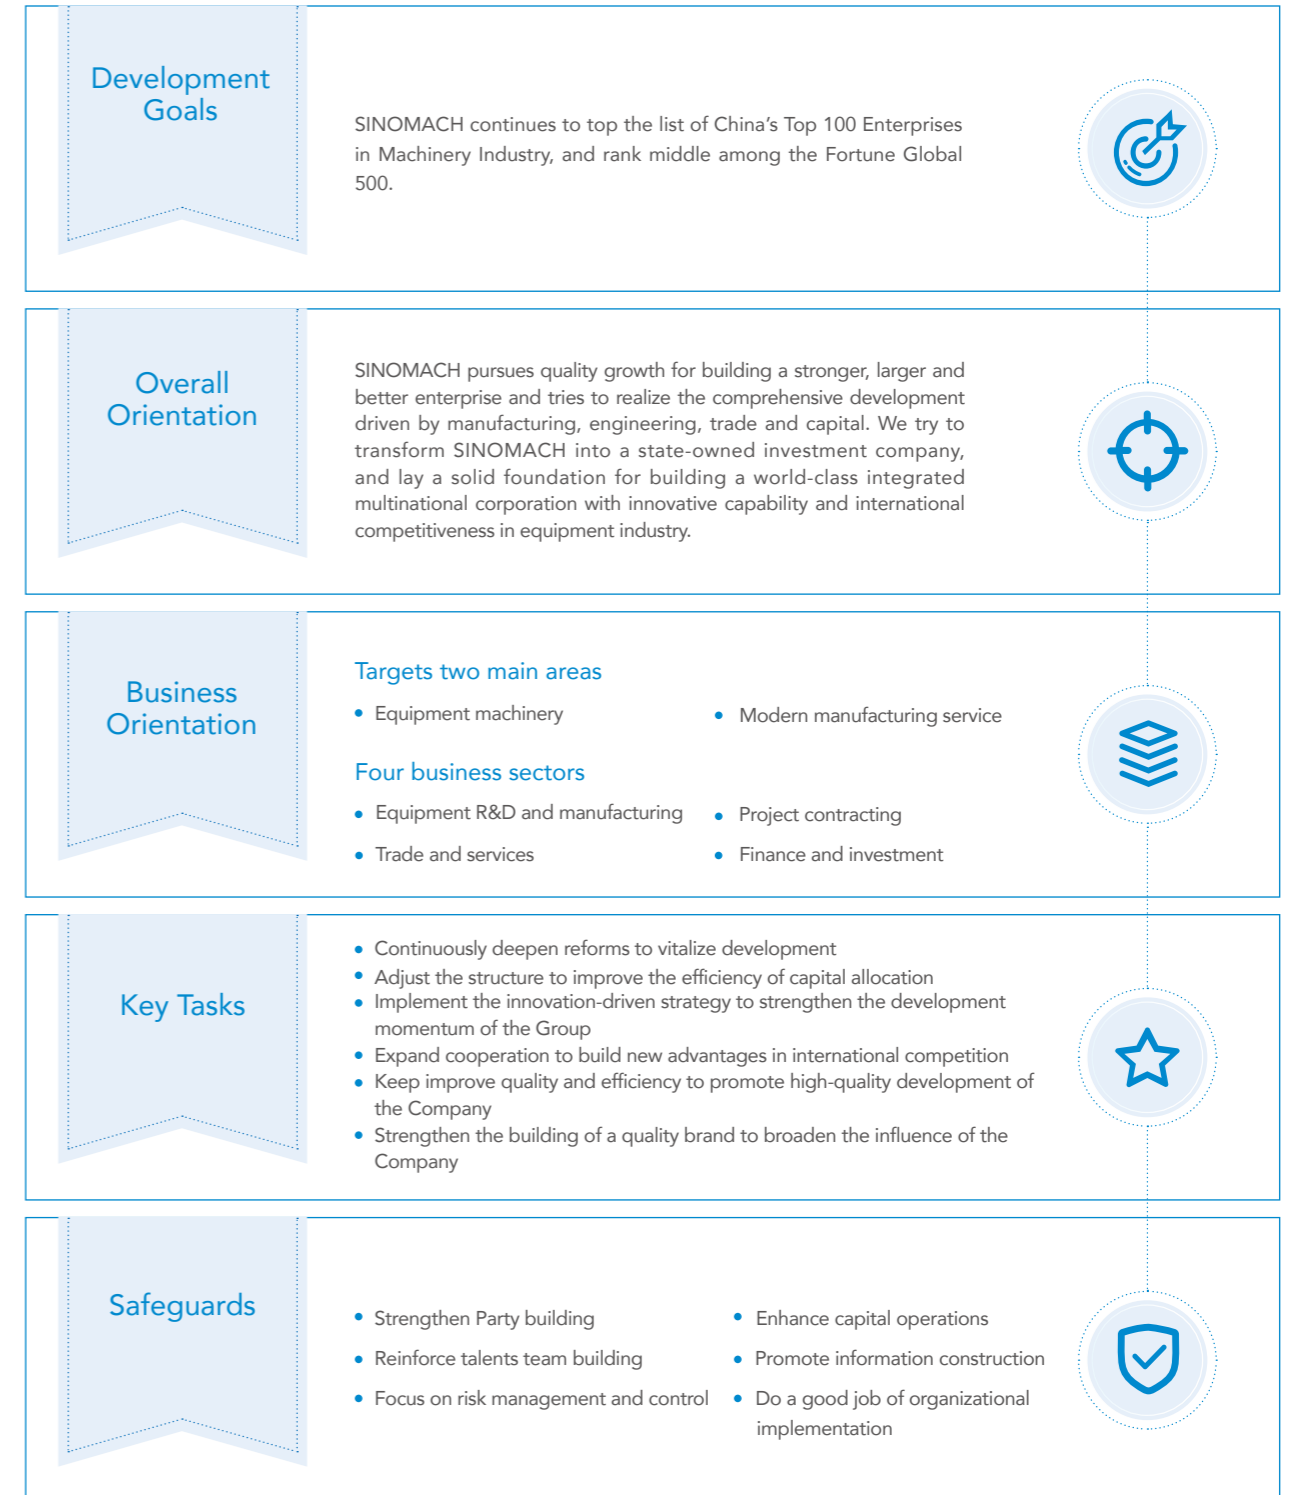 Development
Goals
SINOMACH continues to top the list of China's Top 100 Enterprises
in Machinery Industry, and rank middle among the Fortune Global
500.
Overall
Orientation
SINOMACH pursues quality growth for building a stronger, larger and
better enterprise and tries to realize the comprehensive development
driven by manufacturing, engineering, trade and capital. We try to
transform SINOMACH into a state-owned investment company,
and lay a solid foundation for building a world-class integrated
multinational corporation with innovative capability and international
competitiveness in equipment industry.
Business
Orientation
Targets two main areas
• Equipment machinery
• Modern manufacturing service
Four business sectors
• Equipment R&D and manufacturing
• Project contracting
• Trade and services
• Finance and investment
Key Tasks
• Continuously deepen reforms to vitalize development
• Adjust the structure to improve the efficiency of capital allocation
• Implement the innovation-driven strategy to strengthen the development
momentum of the Group
• Expand cooperation to build new advantages in international competition
• Keep improve quality and efficiency to promote high-quality development of
the Company
• Strengthen the building of a quality brand to broaden the influence of the
Company
Safeguards
• Strengthen Party building
• Enhance capital operations
• Reinforce talents team building
• Promote information construction
• Focus on risk management and control
• Do a good job of organizational
implementation